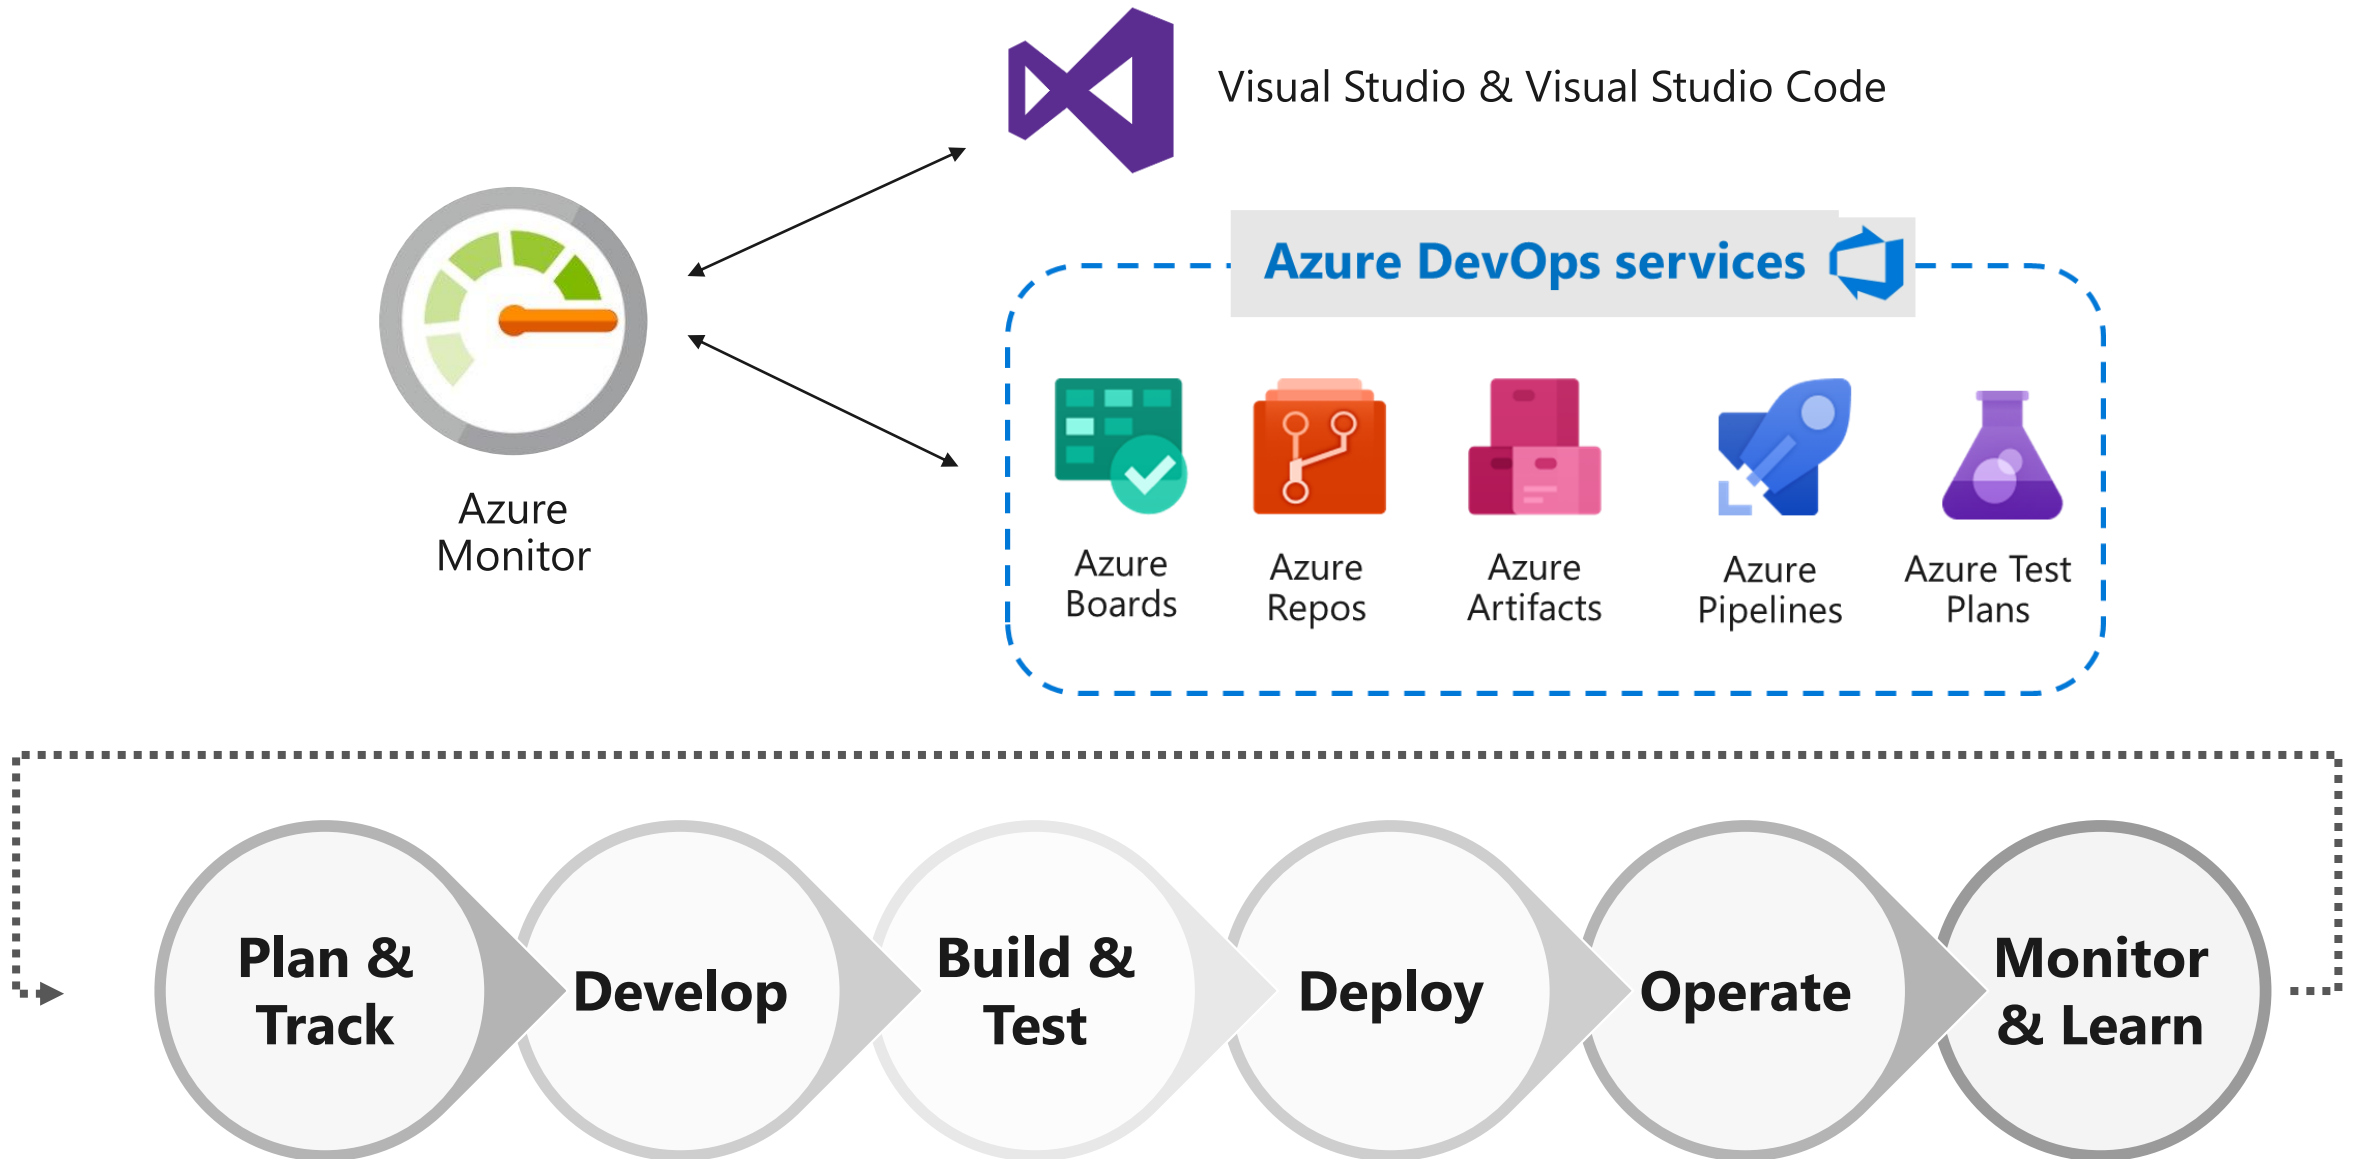 Visual Studio & Visual Studio Code
Azure DevOps services
Azure
Monitor
Azure
Boards
Azure
Repos
Azure
Artifacts
Azure
Pipelines
Azure Test
Plans
Plan &
Track
Develop
Build &
Test
Deploy
Operate
Monitor
& Learn